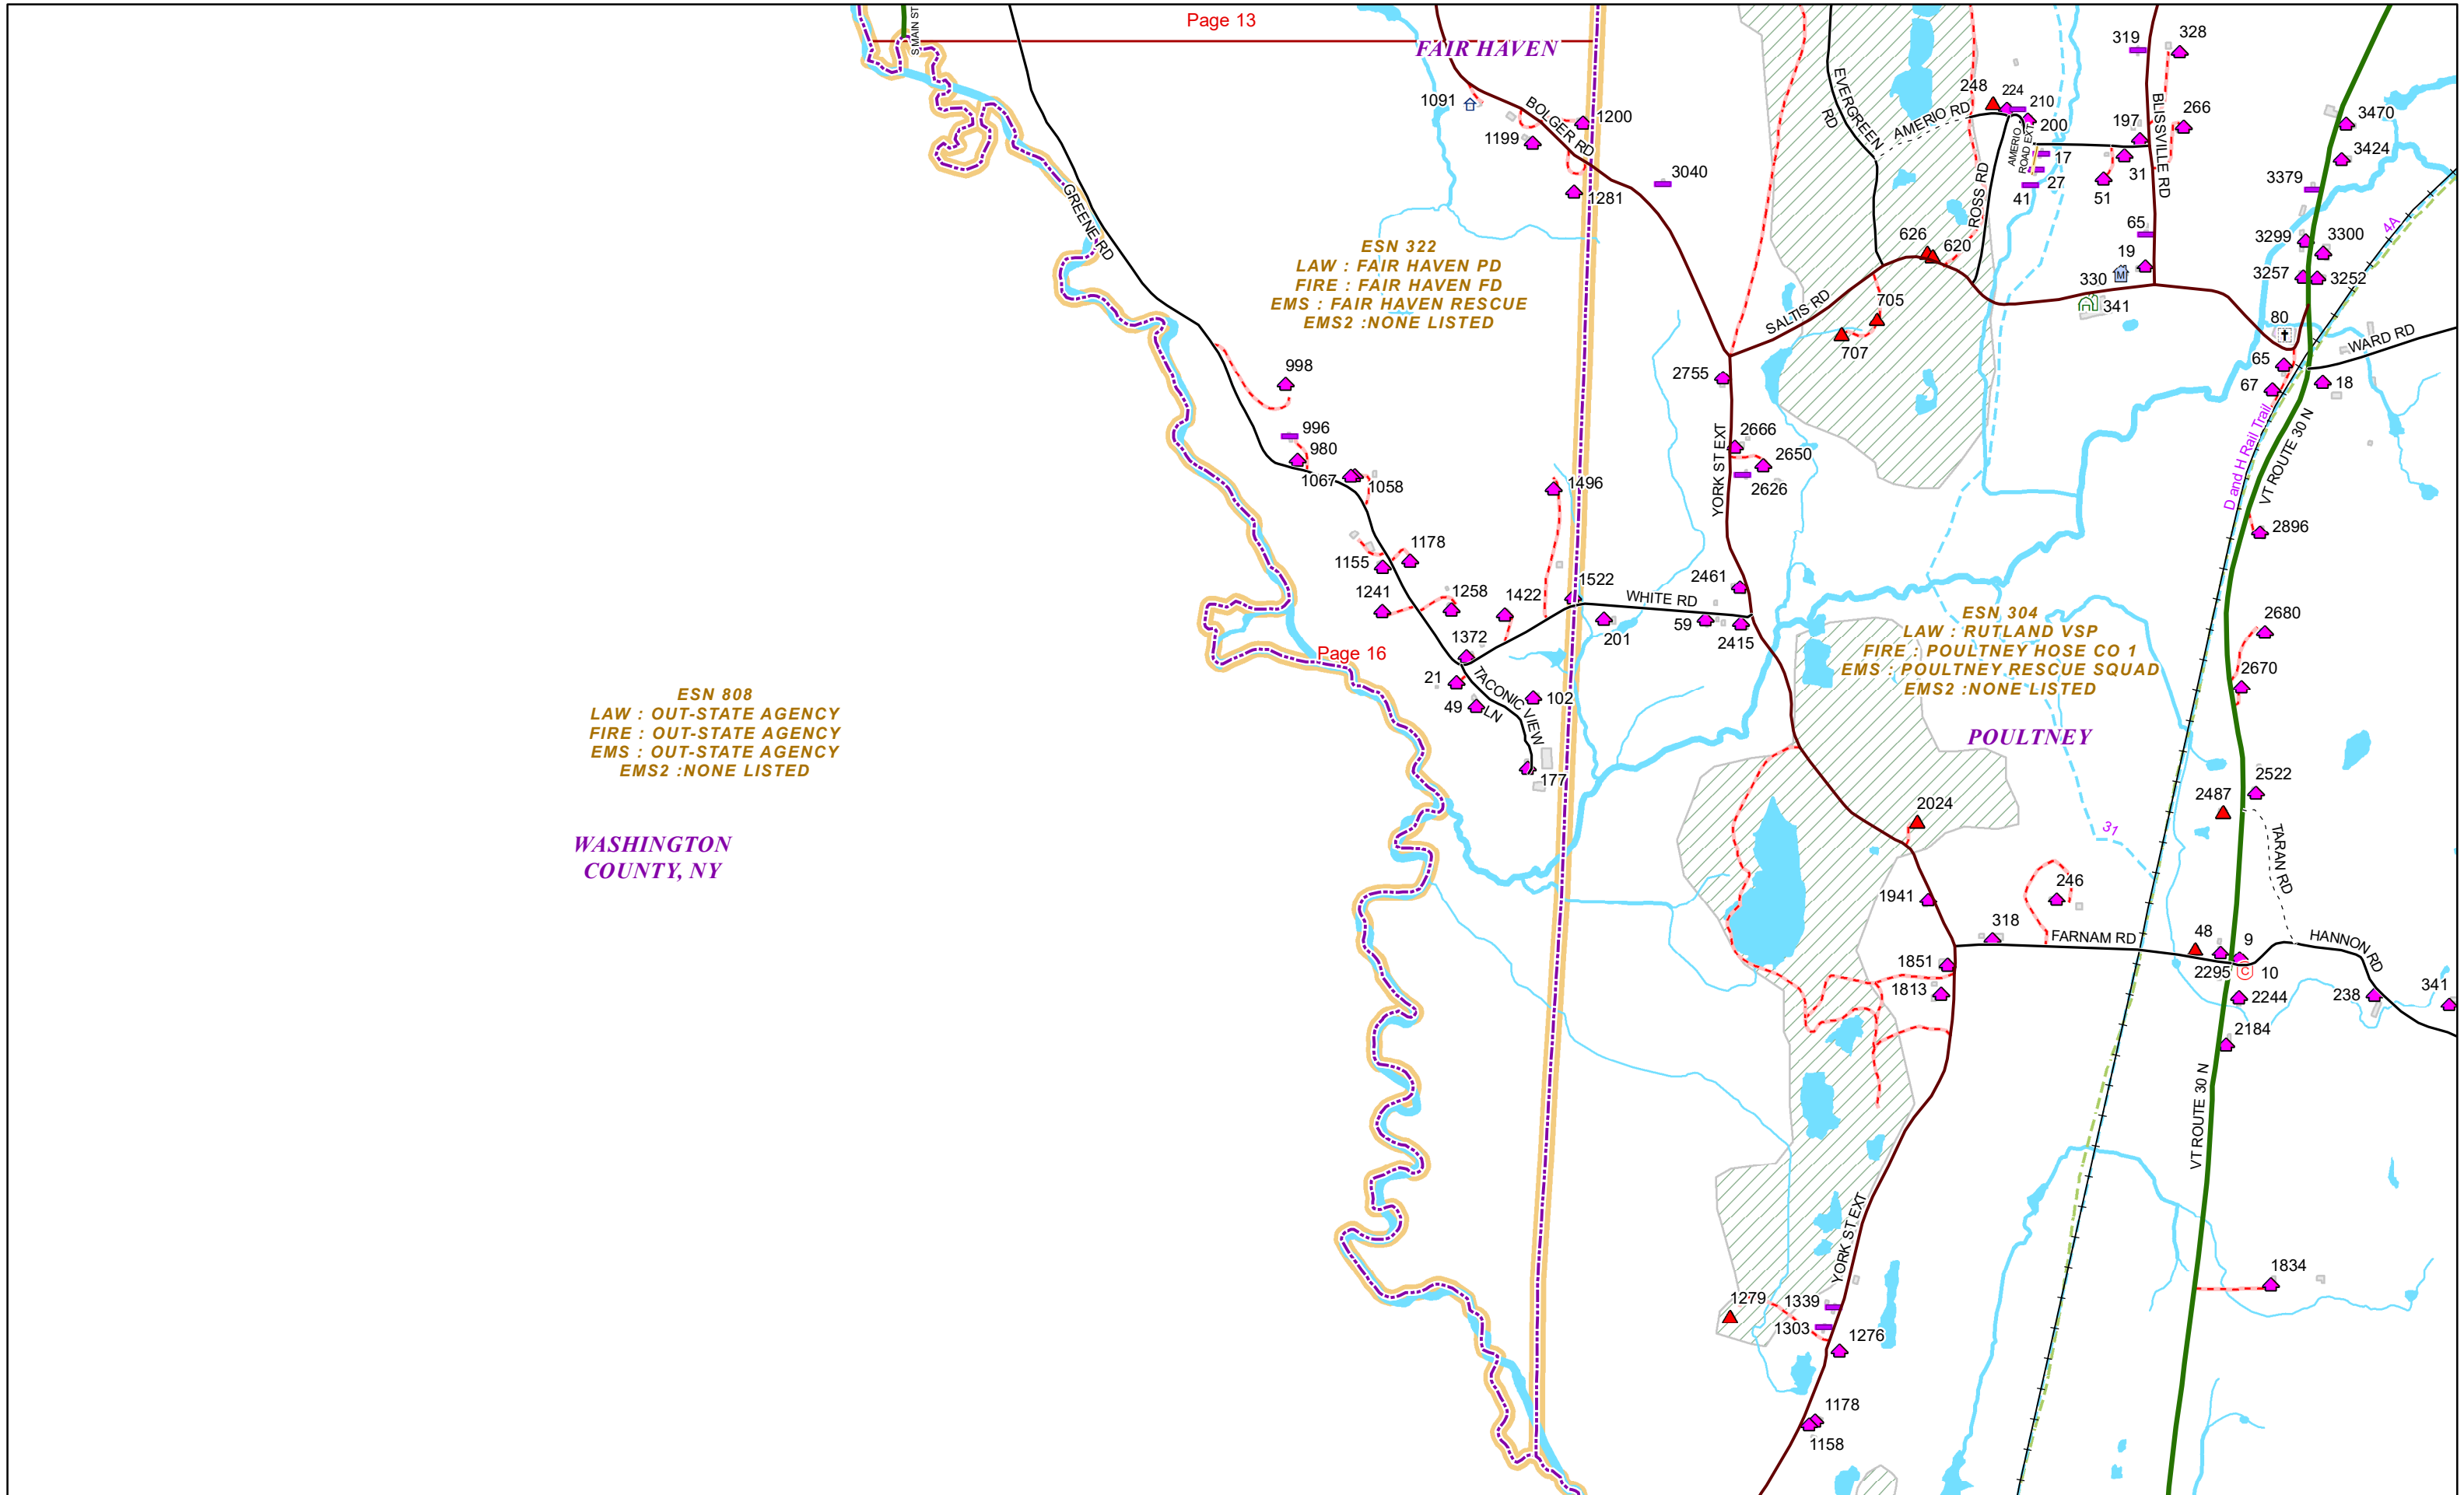 Page 13
S MAIN ST
FAIR HAVEN
319
328
EVERGREEN
RD
248
224
210
1091
BOLGER RD
1200
AMERIO RD
200
BLISSVILLE RD
197
266
3470
1199
AMERIO
ROAD EXT
17
3424
3040
ROSS RD
27
31
3379
GREENE RD
1281
41
51
65
4A
ESN 322
LAW : FAIR HAVEN PD
FIRE : FAIR HAVEN FD
EMS : FAIR HAVEN RESCUE
EMS2 :NONE LISTED
626
620
19
3299
3300
330
M
3257
3252
705
341
SALTIS RD
80
707
WARD RD
998
2755
65
67
18
996
980
2666
2650
D and H Rail Trail
VT ROUTE 30 N
1067
1058
1496
YORK ST EXT
2626
2896
1155
1178
1241
1258
1422
1522
2461
WHITE RD
201
59
2415
ESN 304
LAW : RUTLAND VSP
FIRE : POULTNEY HOSE CO 1
EMS : POULTNEY RESCUE SQUAD
EMS2 :NONE LISTED
2680
1372
Page 16
21
TACONIC VIEW
LN
49
102
2670
ESN 808
LAW : OUT-STATE AGENCY
FIRE : OUT-STATE AGENCY
EMS : OUT-STATE AGENCY
EMS2 :NONE LISTED
POULTNEY
177
2522
2487
2024
31
TARAN RD
WASHINGTON
COUNTY, NY
1941
246
318
FARNAM RD
48
9
HANNON RD
1851
2295
C
10
1813
2244
238
341
2184
VT ROUTE 30 N
YORK ST EXT
1834
1279
1339
1303
1276
1178
1158